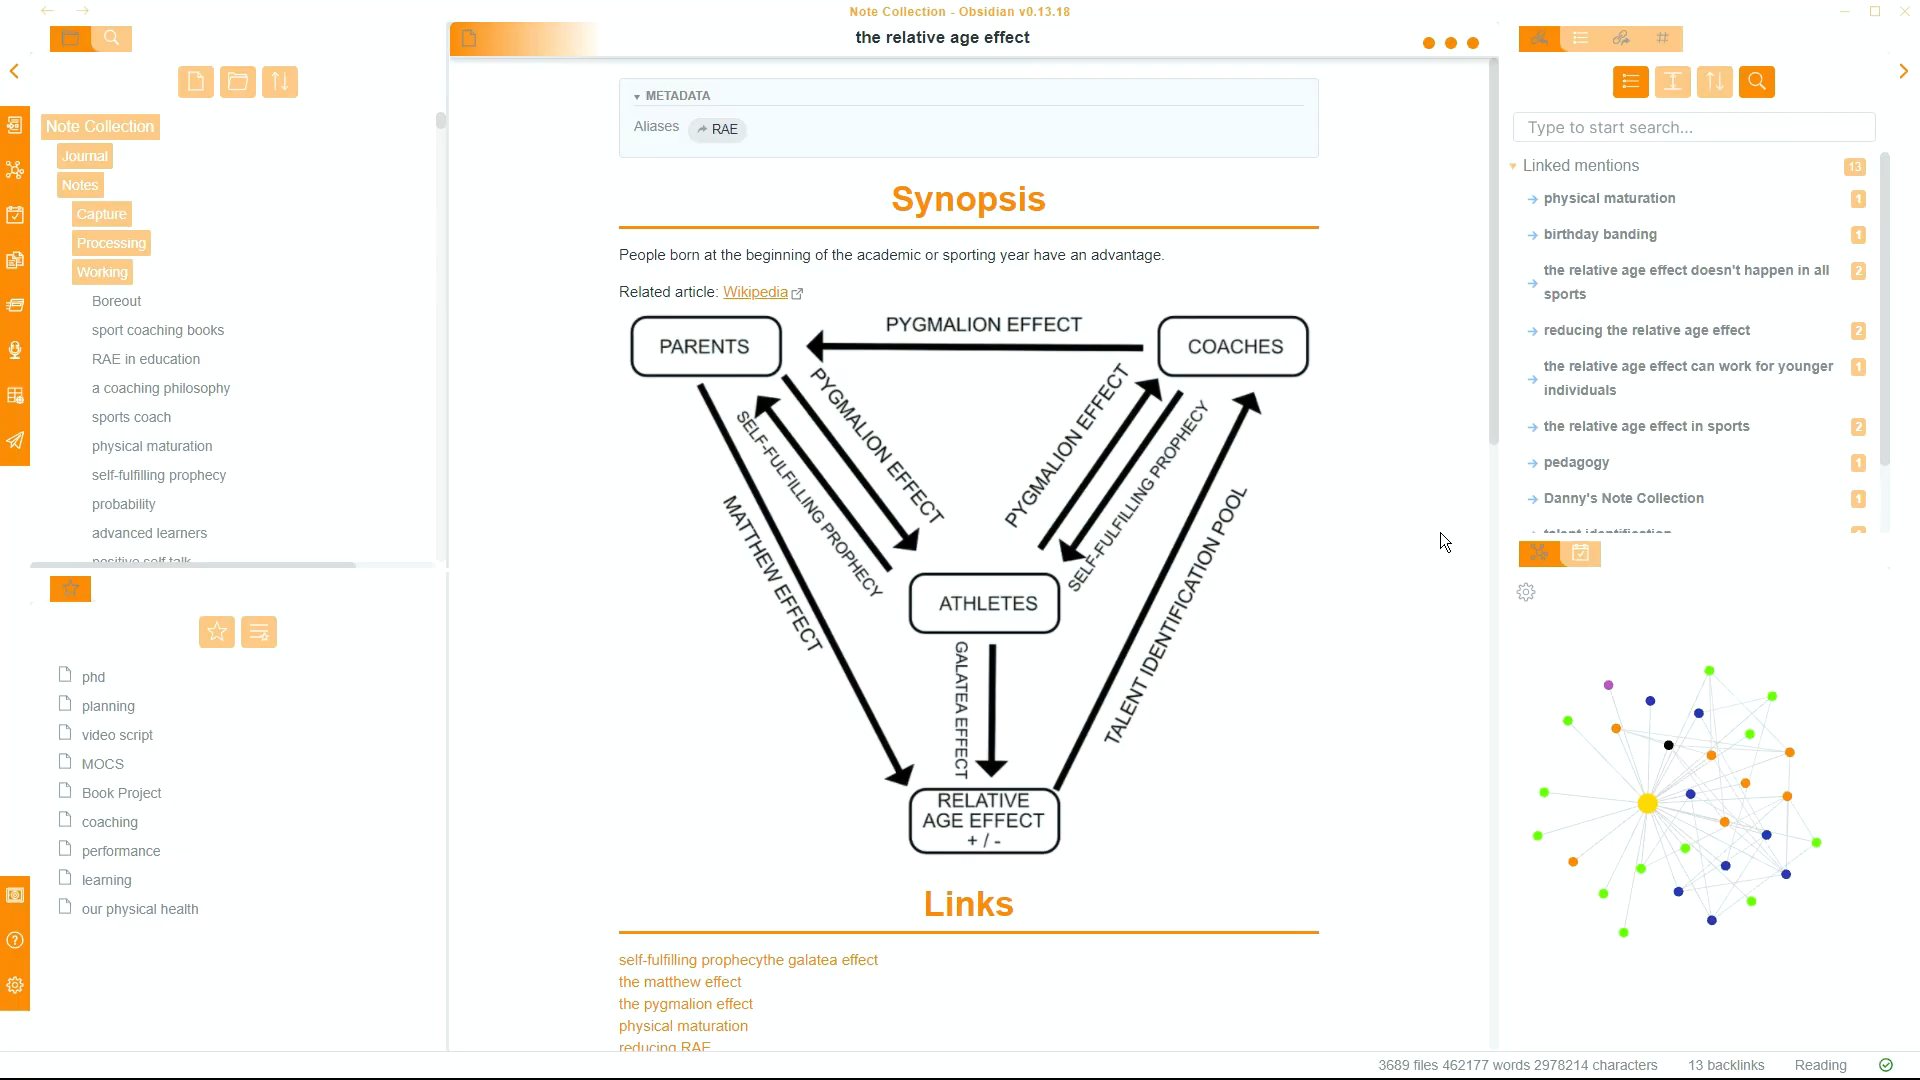 Note Collection - Obsidian v0.13.18
the relative age effect
Note Collection
Journal
Notes
Capture
Processing
Working
Boreout
sport coaching books
RAE in education
a coaching philosophy
sports coach
physical maturation
self-fulfilling prophecy
probability
advanced learners
positive self talk
phd
planning
video script
MOCS
Book Project
coaching
performance
learning
our physical health
METADATA
Aliases RAE
Synopsis
People born at the beginning of the academic or sporting year have an advantage.
Related article: Wikipedia
PYGMALION EFFECT
PARENTS
COACHES
PYGMALION EFFECT
PYGMALION EFFECT
SELF-FULFILLING PROPHECY
SELF-FULFILLING PROPHECY
MATTHEW EFFECT
TALENT IDENTIFICATION POOL
ATHLETES
GALATEA EFFECT
RELATIVE
AGE EFFECT
+ / -
Links
self-fulfilling prophecythe galatea effect
the matthew effect
the pygmalion effect
physical maturation
reducing RAE
Type to start search...
Linked mentions 13
physical maturation 1
birthday banding 1
the relative age effect doesn't happen in all 2
sports
reducing the relative age effect 2
the relative age effect can work for younger 1
individuals
the relative age effect in sports 2
pedagogy 1
Danny's Note Collection 1
talent identification
3689 files 462177 words 2978214 characters 13 backlinks Reading